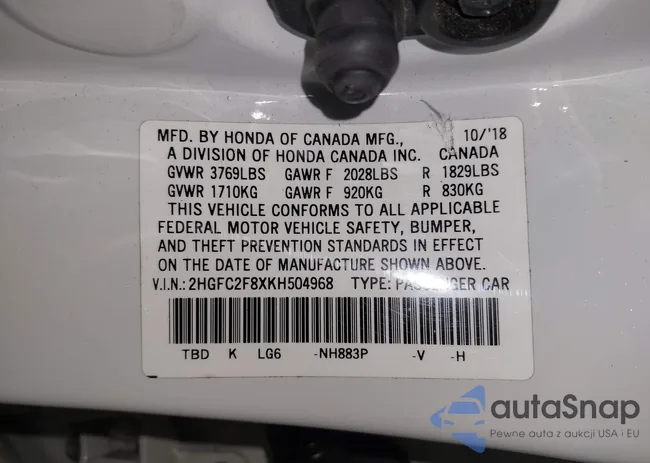 MFD. BY HONDA OF CANADA MFG., 10/'18
A DIVISION OF HONDA CANADA INC. CANADA
GVWR 3769LBS GAWR F 2028LBS R 1829LBS
GVWR 1710KG GAWR F 920KG R 830KG
THIS VEHICLE CONFORMS TO ALL APPLICABLE
FEDERAL MOTOR VEHICLE SAFETY, BUMPER,
AND THEFT PREVENTION STANDARDS IN EFFECT
ON THE DATE OF MANUFACTURE SHOWN ABOVE.
V.I.N.: 2HGFC2F8XKH504968 TYPE: PASSENGER CAR
TBD K LG6 -NH883P -V -H
autaSnap
Pewne auta z aukcji USA i EU